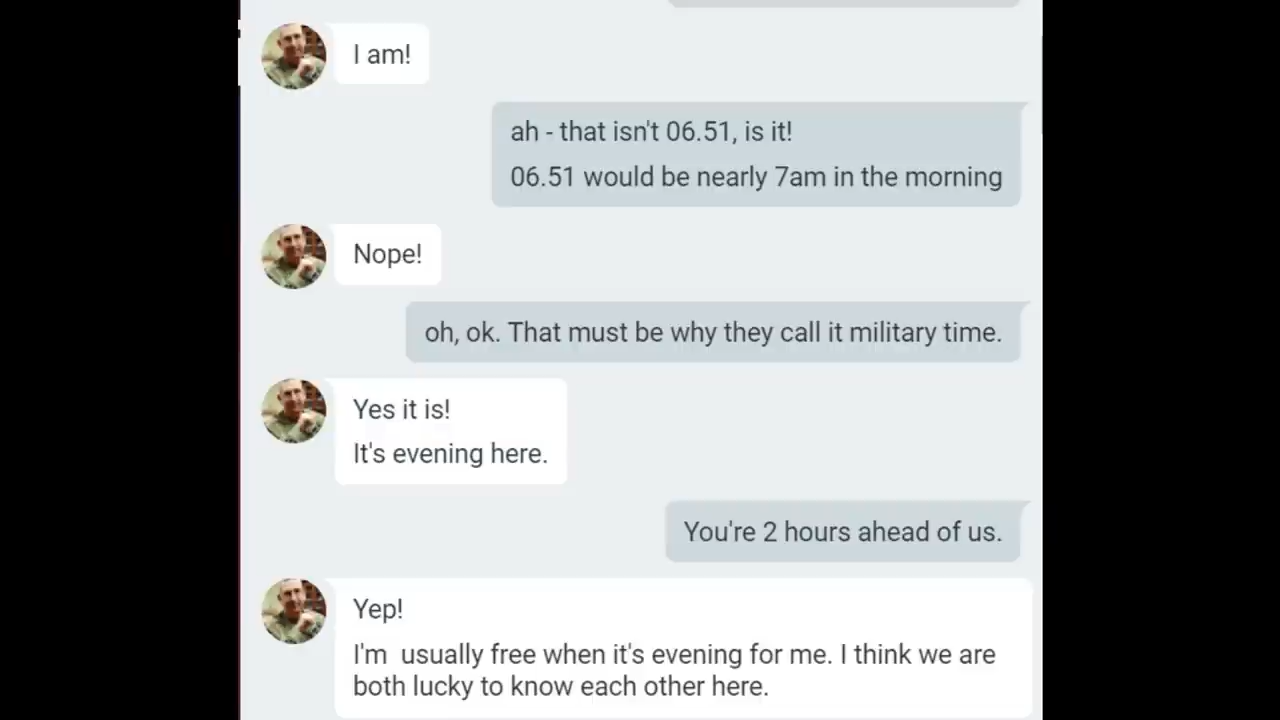 I am!
ah - that isn't 06.51, is it!
06.51 would be nearly 7am in the morning
Nope!
oh, ok. That must be why they call it military time.
Yes it is!
It's evening here.
You're 2 hours ahead of us.
Yep!
I'm  usually free when it's evening for me. I think we are
both lucky to know each other here.